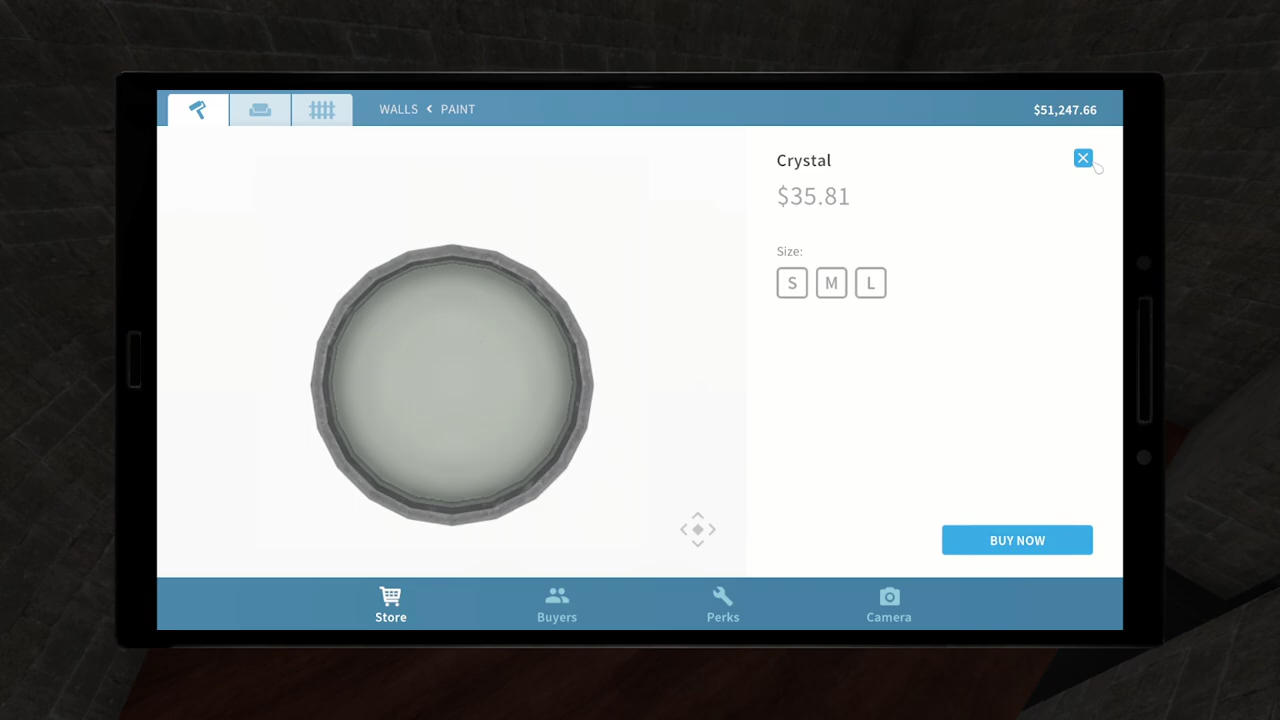 WALLS < PAINT
$51,247.66
Crystal
$35.81
Size:
S M L
BUY NOW
Store Buyers Perks Camera